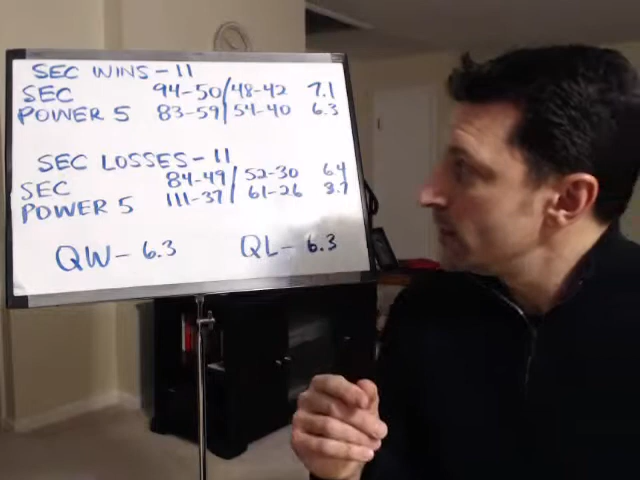 SEC WINS - 11
SEC 94-50/48-42 7.1
POWER 5 83-59/54-40 6.3
SEC LOSSES - 11
SEC 84-49/52-30 6.4
POWER 5 111-37/61-26 8.7
QW - 6.3 QL - 6.3